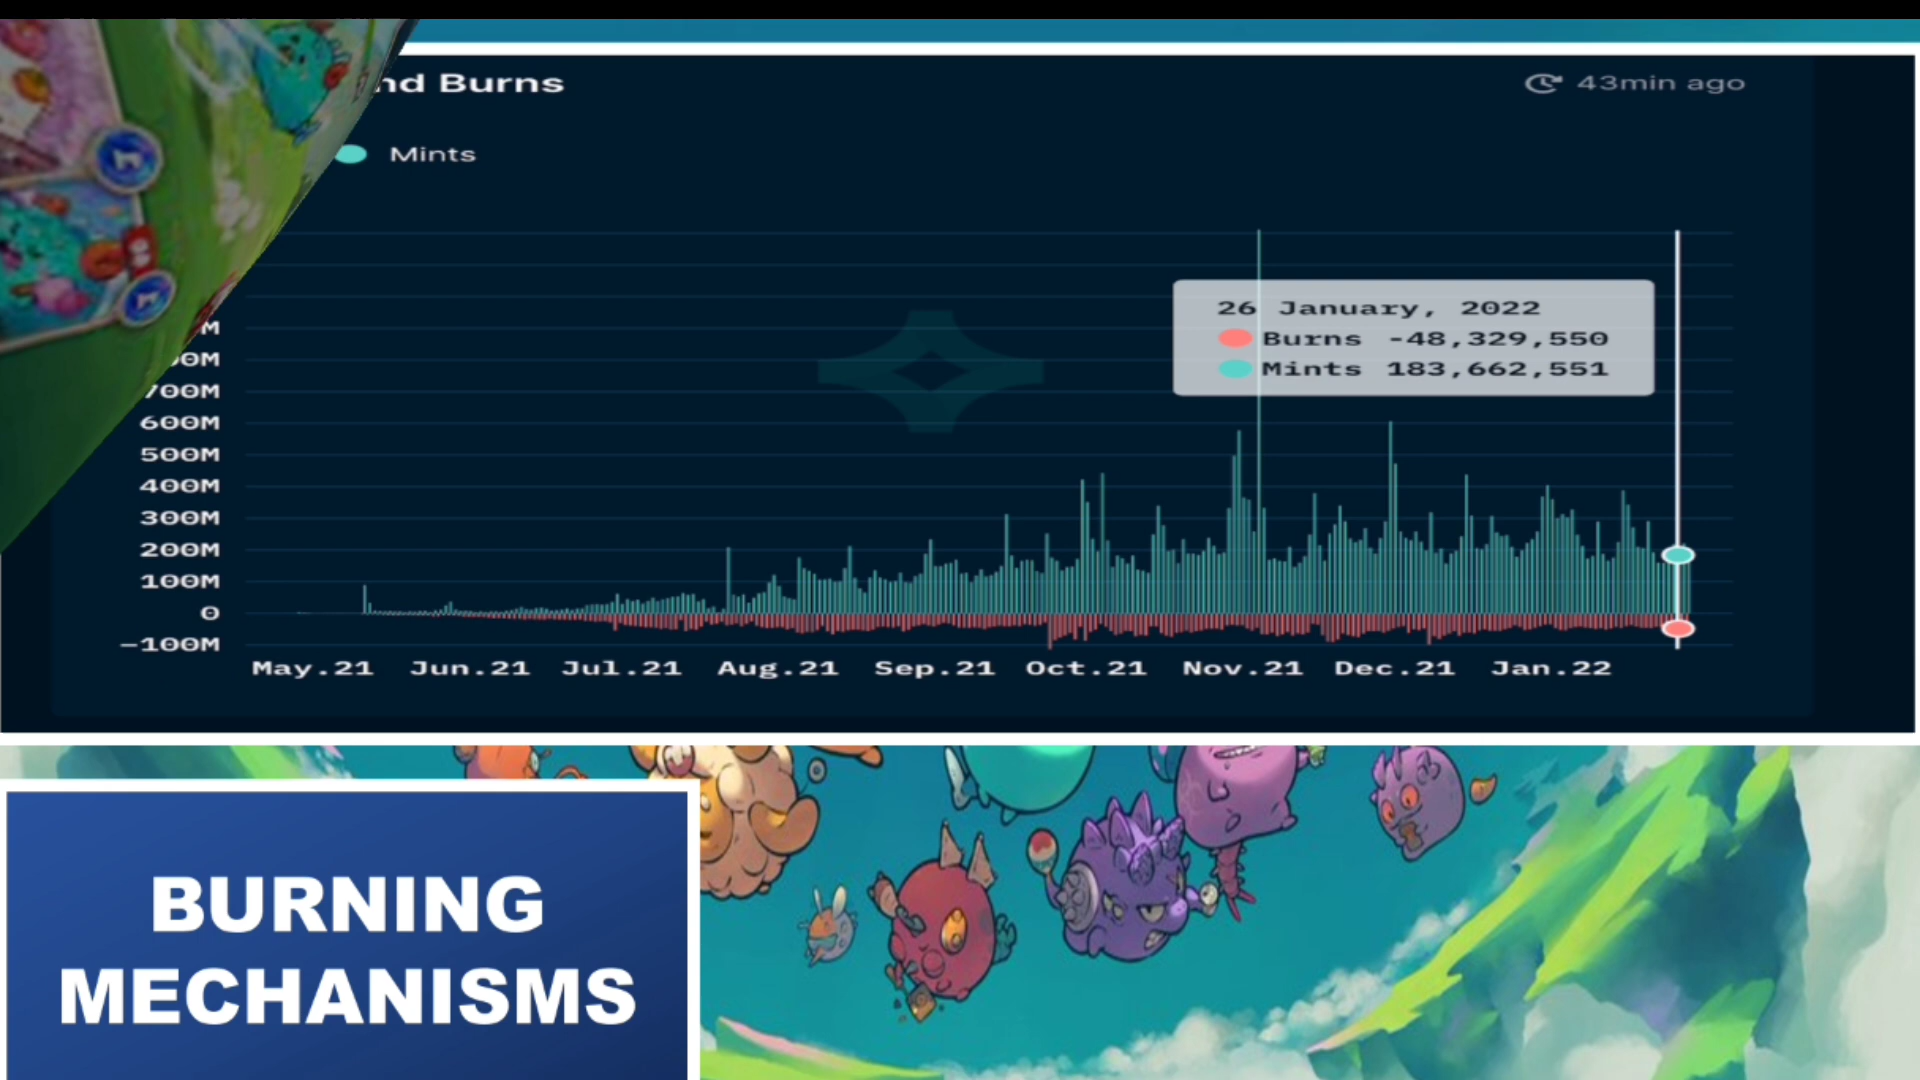 nd Burns
43min ago
Mints
26 January, 2022
Burns -48,329,550
Mints 183,662,551
M
00M
700M
600M
500M
400M
300M
200M
100M
0
-100M
May.21 Jun.21 Jul.21 Aug.21 Sep.21 Oct.21 Nov.21 Dec.21 Jan.22
BURNING
MECHANISMS